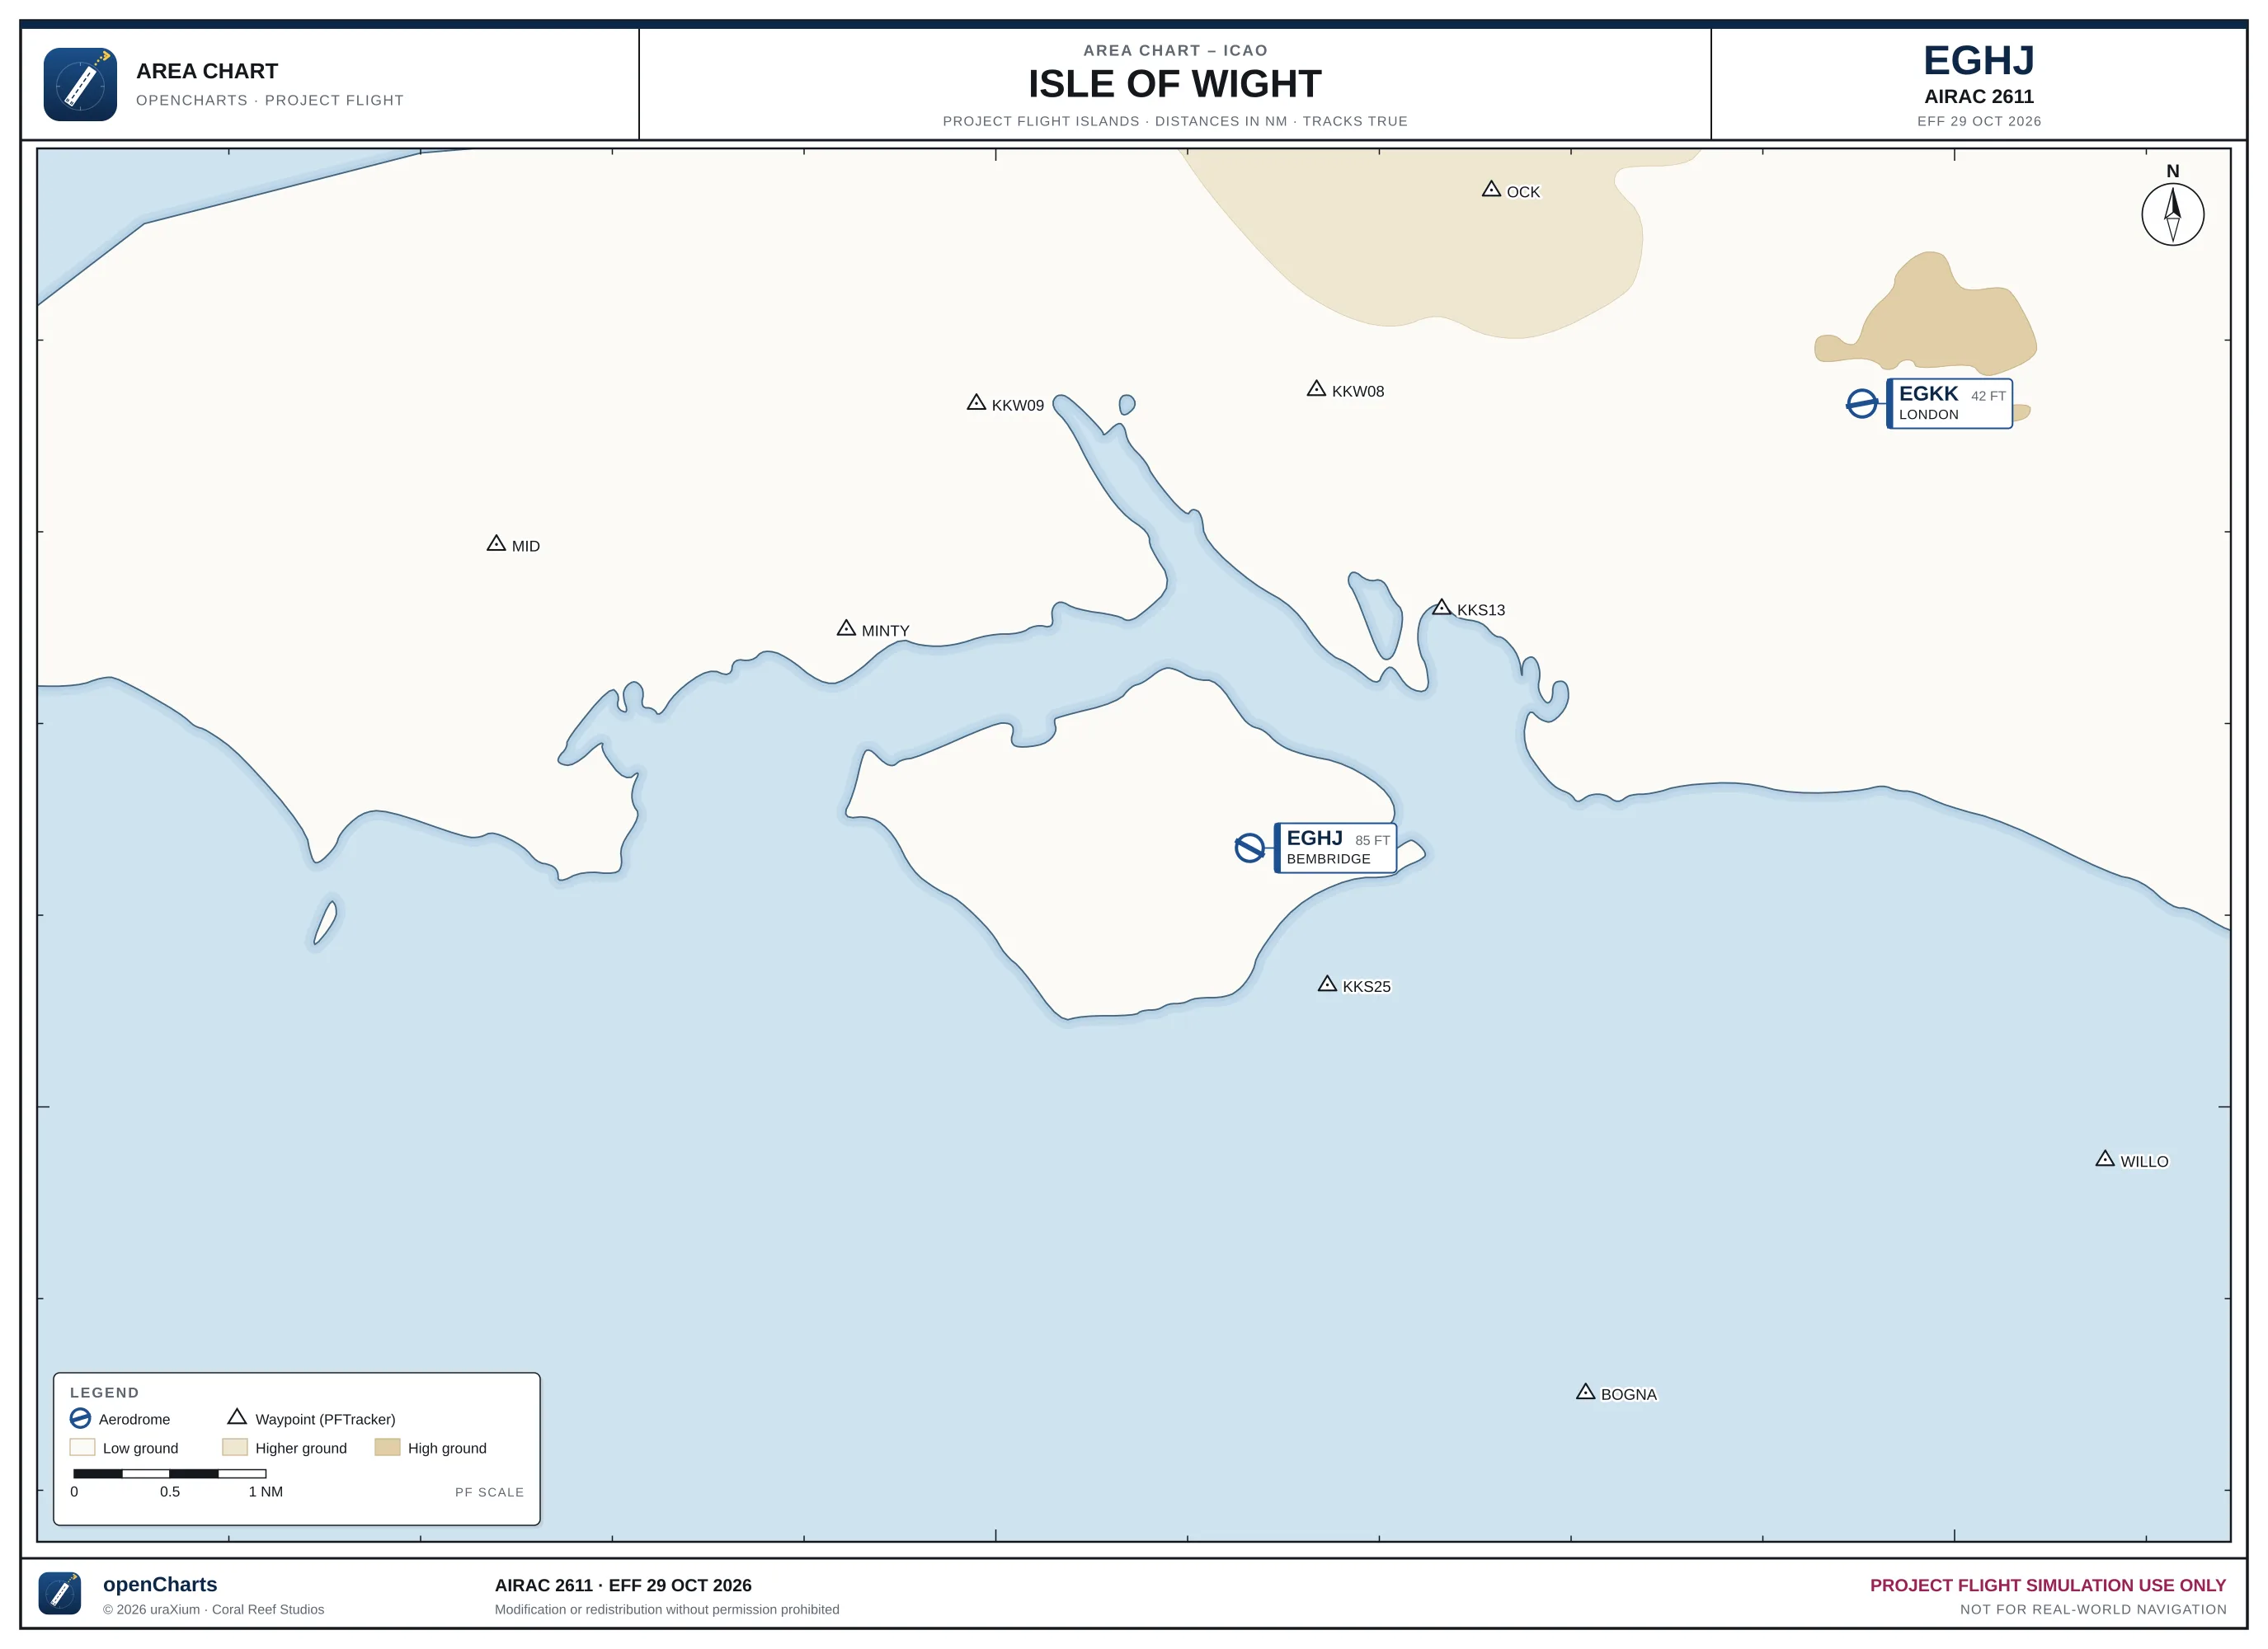 AREA CHART
OPENCHARTS · PROJECT FLIGHT
AREA CHART – ICAO
ISLE OF WIGHT
PROJECT FLIGHT ISLANDS · DISTANCES IN NM · TRACKS TRUE
EGHJ
AIRAC 2611
EFF 29 OCT 2026
N
OCK
KKW09
KKW08
EGKK 42 FT
LONDON
MID
MINTY
KKS13
EGHJ 85 FT
BEMBRIDGE
KKS25
WILLO
BOGNA
LEGEND
Aerodrome
Waypoint (PFTracker)
Low ground
Higher ground
High ground
0 0.5 1 NM
PF SCALE
openCharts
© 2026 uraXium · Coral Reef Studios
AIRAC 2611 · EFF 29 OCT 2026
Modification or redistribution without permission prohibited
PROJECT FLIGHT SIMULATION USE ONLY
NOT FOR REAL-WORLD NAVIGATION